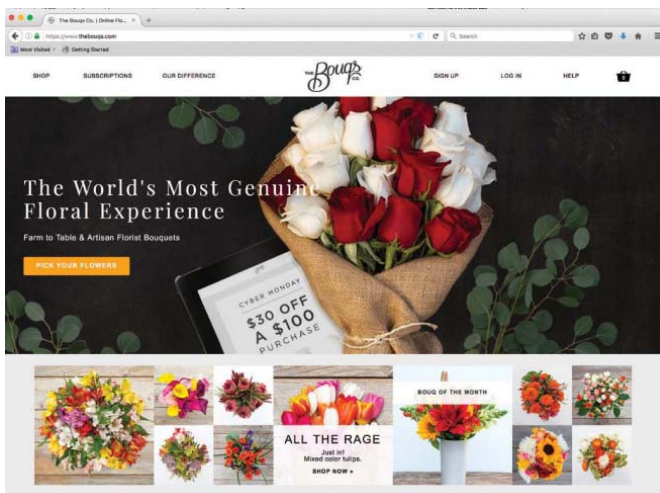 The Bouqs Co. | Online Flo...
https://www.thebouqs.com
Search
Most Visited
Getting Started
SHOP
SUBSCRIPTIONS
OUR DIFFERENCE
THE Bouqs CO.
SIGN UP
LOG IN
HELP
The World's Most Genuine
Floral Experience
Farm to Table & Artisan Florist Bouquets
PICK YOUR FLOWERS
CYBER MONDAY
$30 OFF
A $100
PURCHASE
ALL THE RAGE
Just in!
Mixed color tulips.
SHOP NOW »
BOUQ OF THE MONTH